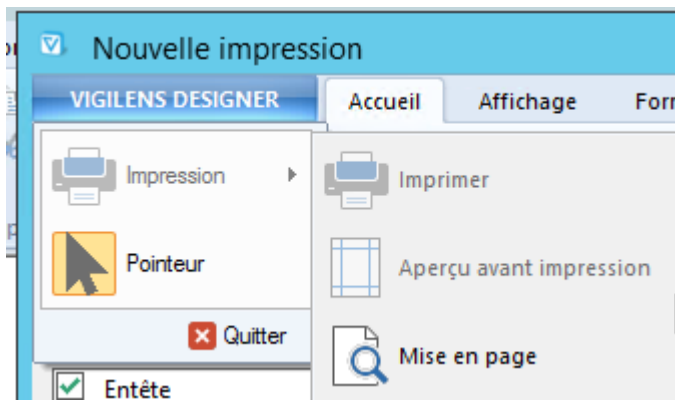 Nouvelle impression
VIGILENS DESIGNER Accueil Affichage
Impression Imprimer
Pointeur Aperçu avant impression
Quitter Mise en page
Entête